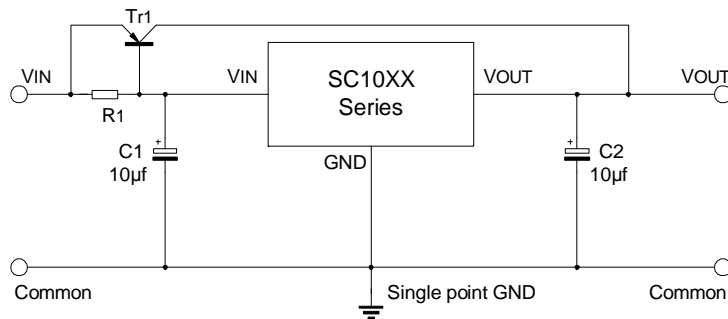 Tr1
VIN
R1
VIN
SC10XX
Series
VOUT
VOUT
GND
+
C1
10µf
+
C2
10µf
Common
Single point GND
Common